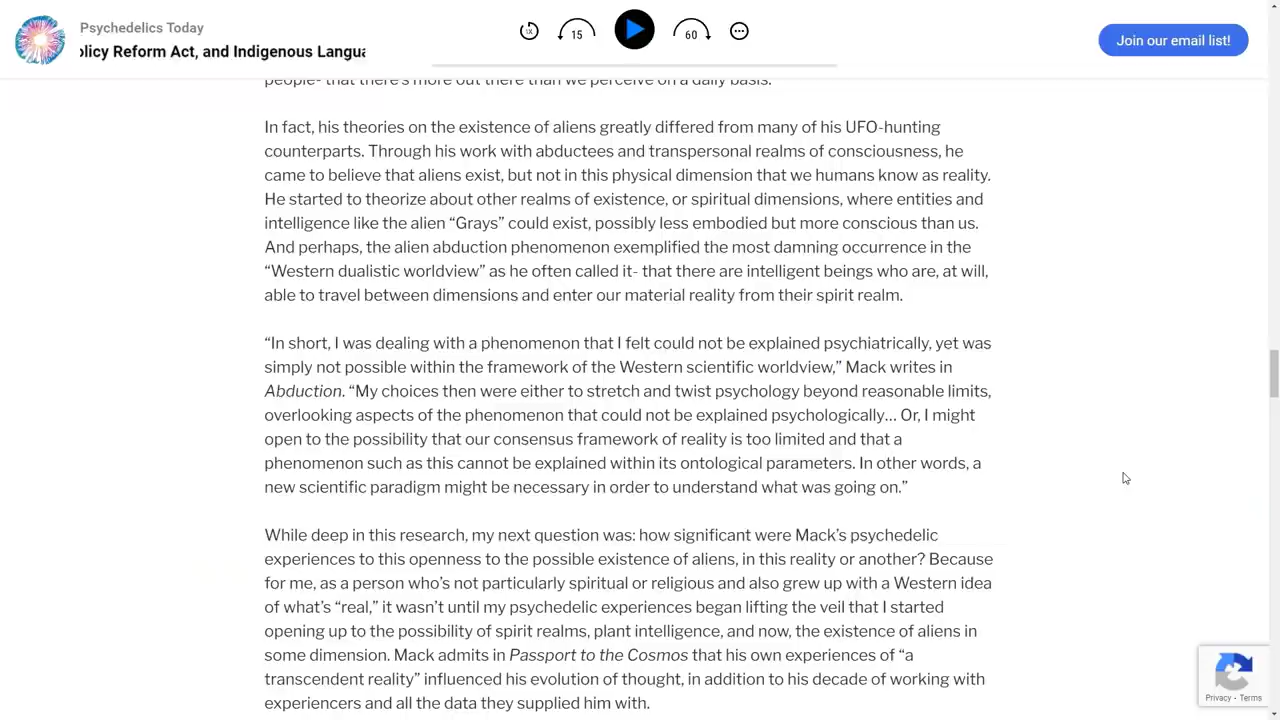 Psychedelics Today
olicy Reform Act, and Indigenous Langua
1X
15
60
Join our email list!
people- that there's more out there than we perceive on a daily basis.
In fact, his theories on the existence of aliens greatly differed from many of his UFO-hunting
counterparts. Through his work with abductees and transpersonal realms of consciousness, he
came to believe that aliens exist, but not in this physical dimension that we humans know as reality.
He started to theorize about other realms of existence, or spiritual dimensions, where entities and
intelligence like the alien “Grays” could exist, possibly less embodied but more conscious than us.
And perhaps, the alien abduction phenomenon exemplified the most damning occurrence in the
“Western dualistic worldview” as he often called it- that there are intelligent beings who are, at will,
able to travel between dimensions and enter our material reality from their spirit realm.
“In short, I was dealing with a phenomenon that I felt could not be explained psychiatrically, yet was
simply not possible within the framework of the Western scientific worldview,” Mack writes in
Abduction. “My choices then were either to stretch and twist psychology beyond reasonable limits,
overlooking aspects of the phenomenon that could not be explained psychologically… Or, I might
open to the possibility that our consensus framework of reality is too limited and that a
phenomenon such as this cannot be explained within its ontological parameters. In other words, a
new scientific paradigm might be necessary in order to understand what was going on.”
While deep in this research, my next question was: how significant were Mack’s psychedelic
experiences to this openness to the possible existence of aliens, in this reality or another? Because
for me, as a person who’s not particularly spiritual or religious and also grew up with a Western idea
of what’s “real,” it wasn’t until my psychedelic experiences began lifting the veil that I started
opening up to the possibility of spirit realms, plant intelligence, and now, the existence of aliens in
some dimension. Mack admits in Passport to the Cosmos that his own experiences of “a
transcendent reality” influenced his evolution of thought, in addition to his decade of working with
experiencers and all the data they supplied him with.
Privacy - Terms